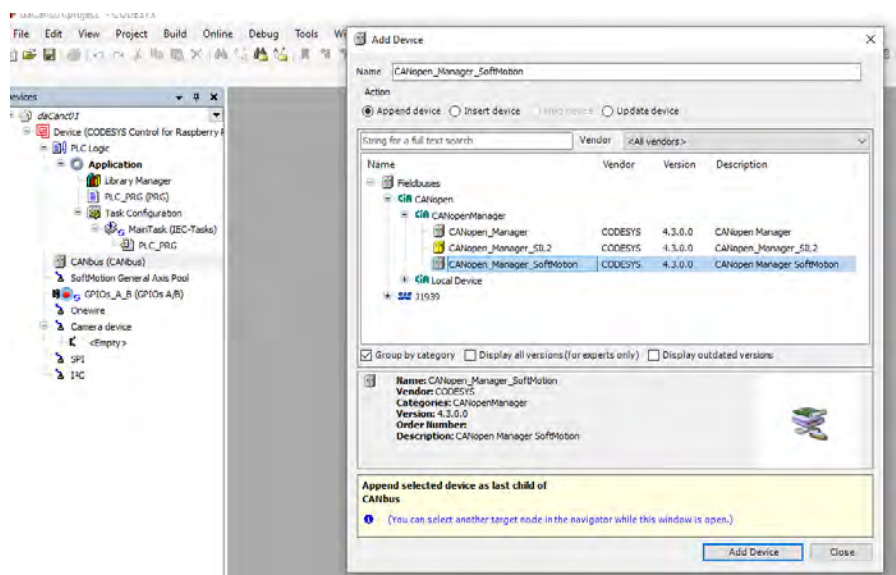 File Edit View Project Build Online Debug Tools
daCanc01
Device (CODESYS Control for Raspberry
PLC Logic
Application
Library Manager
PLC_PRG (PRG)
Task Configuration
MainTask (IEC-Tasks)
PLC_PRG
CANbus (CANbus)
SoftMotion General Axis Pool
GPIOs_A_B (GPIOs A/B)
Onewire
Camera device
<Empty>
SPI
I²C
Add Device
Name CANopen_Manager_SoftMotion
Action
Append device Insert device Update device
String for a full text search Vendor <All vendors>
Name Vendor Version Description
Fieldbuses
CiA CANopen
CiA CANopenManager
CANopen_Manager CODESYS 4.3.0.0 CANopen Manager
CANopen_Manager_SIL2 CODESYS 4.3.0.0 CANopen_Manager_SIL2
CANopen_Manager_SoftMotion CODESYS 4.3.0.0 CANopen Manager SoftMotion
CiA Local Device
SAE J1939
Group by category Display all versions (for experts only) Display outdated versions
Name: CANopen_Manager_SoftMotion
Vendor: CODESYS
Categories: CANopenManager
Version: 4.3.0.0
Order Number:
Description: CANopen Manager SoftMotion
Append selected device as last child of
CANbus
(You can select another target node in the navigator while this window is open.)
Add Device Close